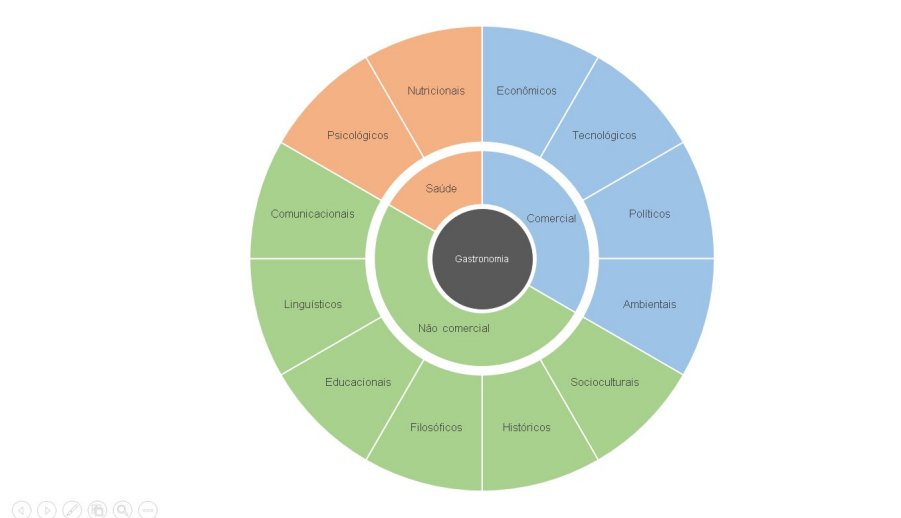 Nutricionais
Econômicos
Psicológicos
Tecnológicos
Saúde
Comunicacionais
Comercial
Políticos
Gastronomia
Linguísticos
Ambientais
Não comercial
Educacionais
Socioculturais
Filosóficos
Históricos